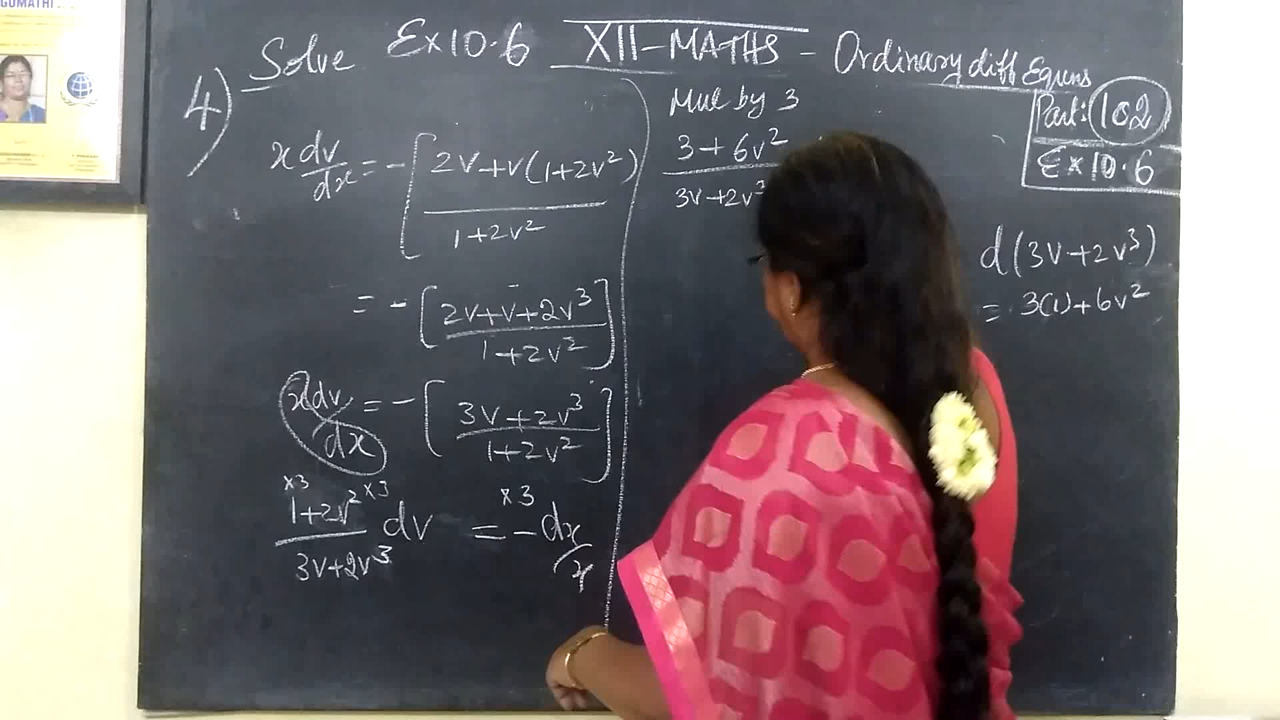 GOMATHI
Solve Ex 10.6 XII-MATHS - Ordinary diff Equns
Part: 102
Ex 10.6
4)
x dv/dx = -[2v+v(1+2v²)
1+2v²
= -[2v+v+2v³]
1+2v²
xdv/dx = -[3v+2v³]
1+2v²
×3 ×3 ×3
1+2v² dv = -dx/x
3v+2v³
Mul by 3
3+6v²
3v+2v³
d(3v+2v³)
= 3(1)+6v²